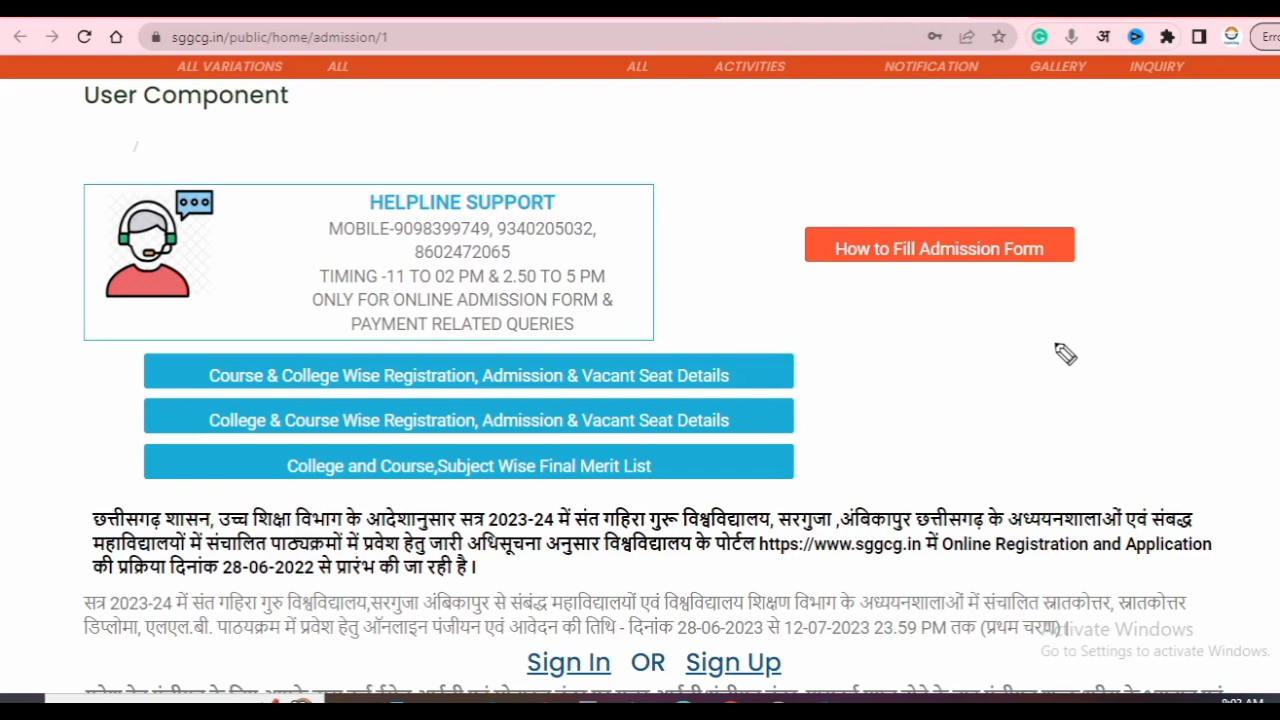 sggcg.in/public/home/admission/1
अ
Erro
ALL VARIATIONS ALL ALL ACTIVITIES NOTIFICATION GALLERY INQUIRY
User Component
/
HELPLINE SUPPORT
MOBILE-9098399749, 9340205032,
8602472065
TIMING -11 TO 02 PM & 2.50 TO 5 PM
ONLY FOR ONLINE ADMISSION FORM &
PAYMENT RELATED QUERIES
How to Fill Admission Form
Course & College Wise Registration, Admission & Vacant Seat Details
College & Course Wise Registration, Admission & Vacant Seat Details
College and Course,Subject Wise Final Merit List
छत्तीसगढ़ शासन, उच्च शिक्षा विभाग के आदेशानुसार सत्र 2023-24 में संत गहिरा गुरू विश्वविद्यालय, सरगुजा ,अंबिकापुर छत्तीसगढ़ के अध्ययनशालाओं एवं संबद्ध
महाविद्यालयों में संचालित पाठ्यक्रमों में प्रवेश हेतु जारी अधिसूचना अनुसार विश्वविद्यालय के पोर्टल https://www.sggcg.in में Online Registration and Application
की प्रक्रिया दिनांक 28-06-2022 से प्रारंभ की जा रही है ।
सत्र 2023-24 में संत गहिरा गुरु विश्वविद्यालय,सरगुजा अंबिकापुर से संबंद्ध महाविद्यालयों एवं विश्वविद्यालय शिक्षण विभाग के अध्ययनशालाओं में संचालित स्नातकोत्तर, स्नातकोत्तर
डिप्लोमा, एलएल.बी. पाठयक्रम में प्रवेश हेतु ऑनलाइन पंजीयन एवं आवेदन की तिथि - दिनांक 28-06-2023 से 12-07-2023 23.59 PM तक (प्रथम चरण)।
Activate Windows
Go to Settings to activate Windows.
Sign In OR Sign Up